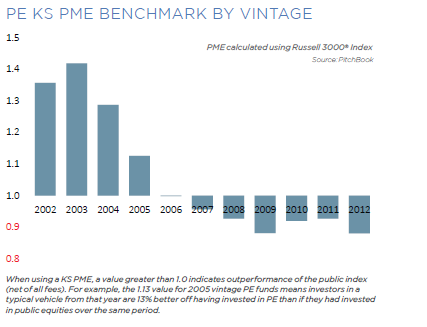 PE KS PME BENCHMARK BY VINTAGE
1.5
PME calculated using Russell 3000® Index
Source: PitchBook
1.4
1.3
1.2
1.1
1.0
2002 2003 2004 2005 2006 2007 2008 2009 2010 2011 2012
0.9
0.8
When using a KS PME, a value greater than 1.0 indicates outperformance of the public index
(net of all fees). For example, the 1.13 value for 2005 vintage PE funds means investors in a
typical vehicle from that year are 13% better off having invested in PE than if they had invested
in public equities over the same period.